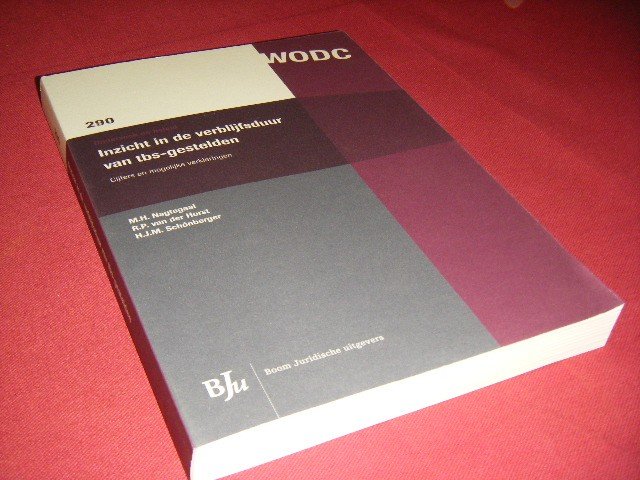 WODC
290
Inzicht in de verblijfsduur
van tbs-gestelden
Cijfers en mogelijke verklaringen
M.H. Nagtegaal
R.P. van der Horst
H.J.M. Schönberger
BJu
Boom Juridische uitgevers